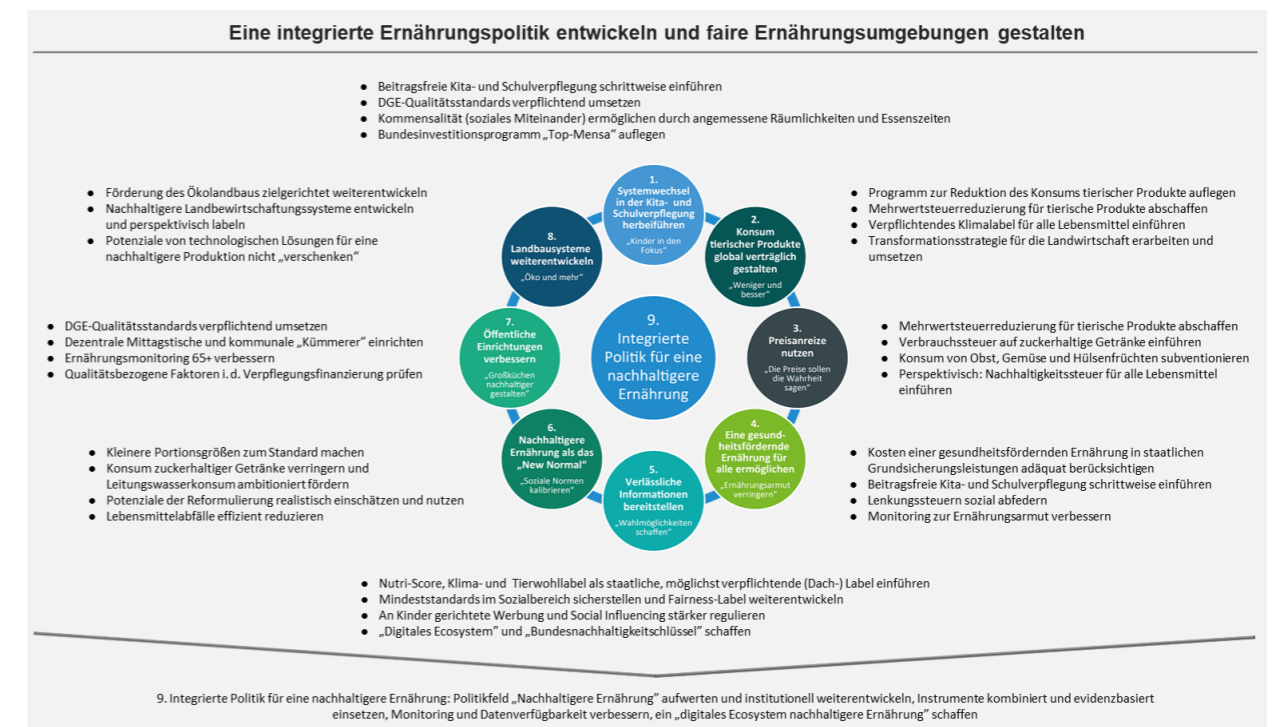 Eine integrierte Ernährungspolitik entwickeln und faire Ernährungsumgebungen gestalten
● Beitragsfreie Kita- und Schulverpflegung schrittweise einführen
● DGE-Qualitätsstandards verpflichtend umsetzen
● Kommensalität (soziales Miteinander) ermöglichen durch angemessene Räumlichkeiten und Essenszeiten
● Bundesinvestitionsprogramm „Top-Mensa“ auflegen
1.
Systemwechsel
in der Kita- und
Schulverpflegung
herbeiführen
„Kinder in den
Fokus“
● Programm zur Reduktion des Konsums tierischer Produkte auflegen
● Mehrwertsteuerreduzierung für tierische Produkte abschaffen
● Verpflichtendes Klimalabel für alle Lebensmittel einführen
● Transformationsstrategie für die Landwirtschaft erarbeiten und
umsetzen
2.
Konsum
tierischer Produkte
global verträglich
gestalten
„Weniger und
besser“
● Mehrwertsteuerreduzierung für tierische Produkte abschaffen
● Verbrauchssteuer auf zuckerhaltige Getränke einführen
● Konsum von Obst, Gemüse und Hülsenfrüchten subventionieren
● Perspektivisch: Nachhaltigkeitssteuer für alle Lebensmittel
einführen
3.
Preisanreize
nutzen
„Die Preise sollen
die Wahrheit
sagen“
● Kosten einer gesundheitsfördernden Ernährung in staatlichen
Grundsicherungsleistungen adäquat berücksichtigen
● Beitragsfreie Kita- und Schulverpflegung schrittweise einführen
● Lenkungssteuern sozial abfedern
● Monitoring zur Ernährungsarmut verbessern
4.
Eine gesund-
heitsfördernde
Ernährung für
alle ermöglichen
„Ernährungsarmut
verringern“
5.
Verlässliche
Informationen
bereitstellen
„Wahlmöglichkeiten
schaffen“
● Nutri-Score, Klima- und Tierwohllabel als staatliche, möglichst verpflichtende (Dach-) Label einführen
● Mindeststandards im Sozialbereich sicherstellen und Fairness-Label weiterentwickeln
● An Kinder gerichtete Werbung und Social Influencing stärker regulieren
● „Digitales Ecosystem“ und „Bundesnachhaltigkeitschlüssel“ schaffen
6.
Nachhaltigere
Ernährung als das
„New Normal“
„Soziale Normen
kalibrieren“
● Kleinere Portionsgrößen zum Standard machen
● Konsum zuckerhaltiger Getränke verringern und
Leitungswasserkonsum ambitioniert fördern
● Potenziale der Reformulierung realistisch einschätzen und nutzen
● Lebensmittelabfälle effizient reduzieren
7.
Öffentliche
Einrichtungen
verbessern
„Großküchen
nachhaltiger
gestalten“
● DGE-Qualitätsstandards verpflichtend umsetzen
● Dezentrale Mittagstische und kommunale „Kümmerer“ einrichten
● Ernährungsmonitoring 65+ verbessern
● Qualitätsbezogene Faktoren i. d. Verpflegungsfinanzierung prüfen
8.
Landbausysteme
weiterentwickeln
„Öko und mehr“
● Förderung des Ökolandbaus zielgerichtet weiterentwickeln
● Nachhaltigere Landbewirtschaftungssysteme entwickeln
und perspektivisch labeln
● Potenziale von technologischen Lösungen für eine
nachhaltigere Produktion nicht „verschenken“
9.
Integrierte
Politik für eine
nachhaltigere
Ernährung
9. Integrierte Politik für eine nachhaltigere Ernährung: Politikfeld „Nachhaltigere Ernährung“ aufwerten und institutionell weiterentwickeln, Instrumente kombiniert und evidenzbasiert
einsetzen, Monitoring und Datenverfügbarkeit verbessern, ein „digitales Ecosystem nachhaltigere Ernährung“ schaffen